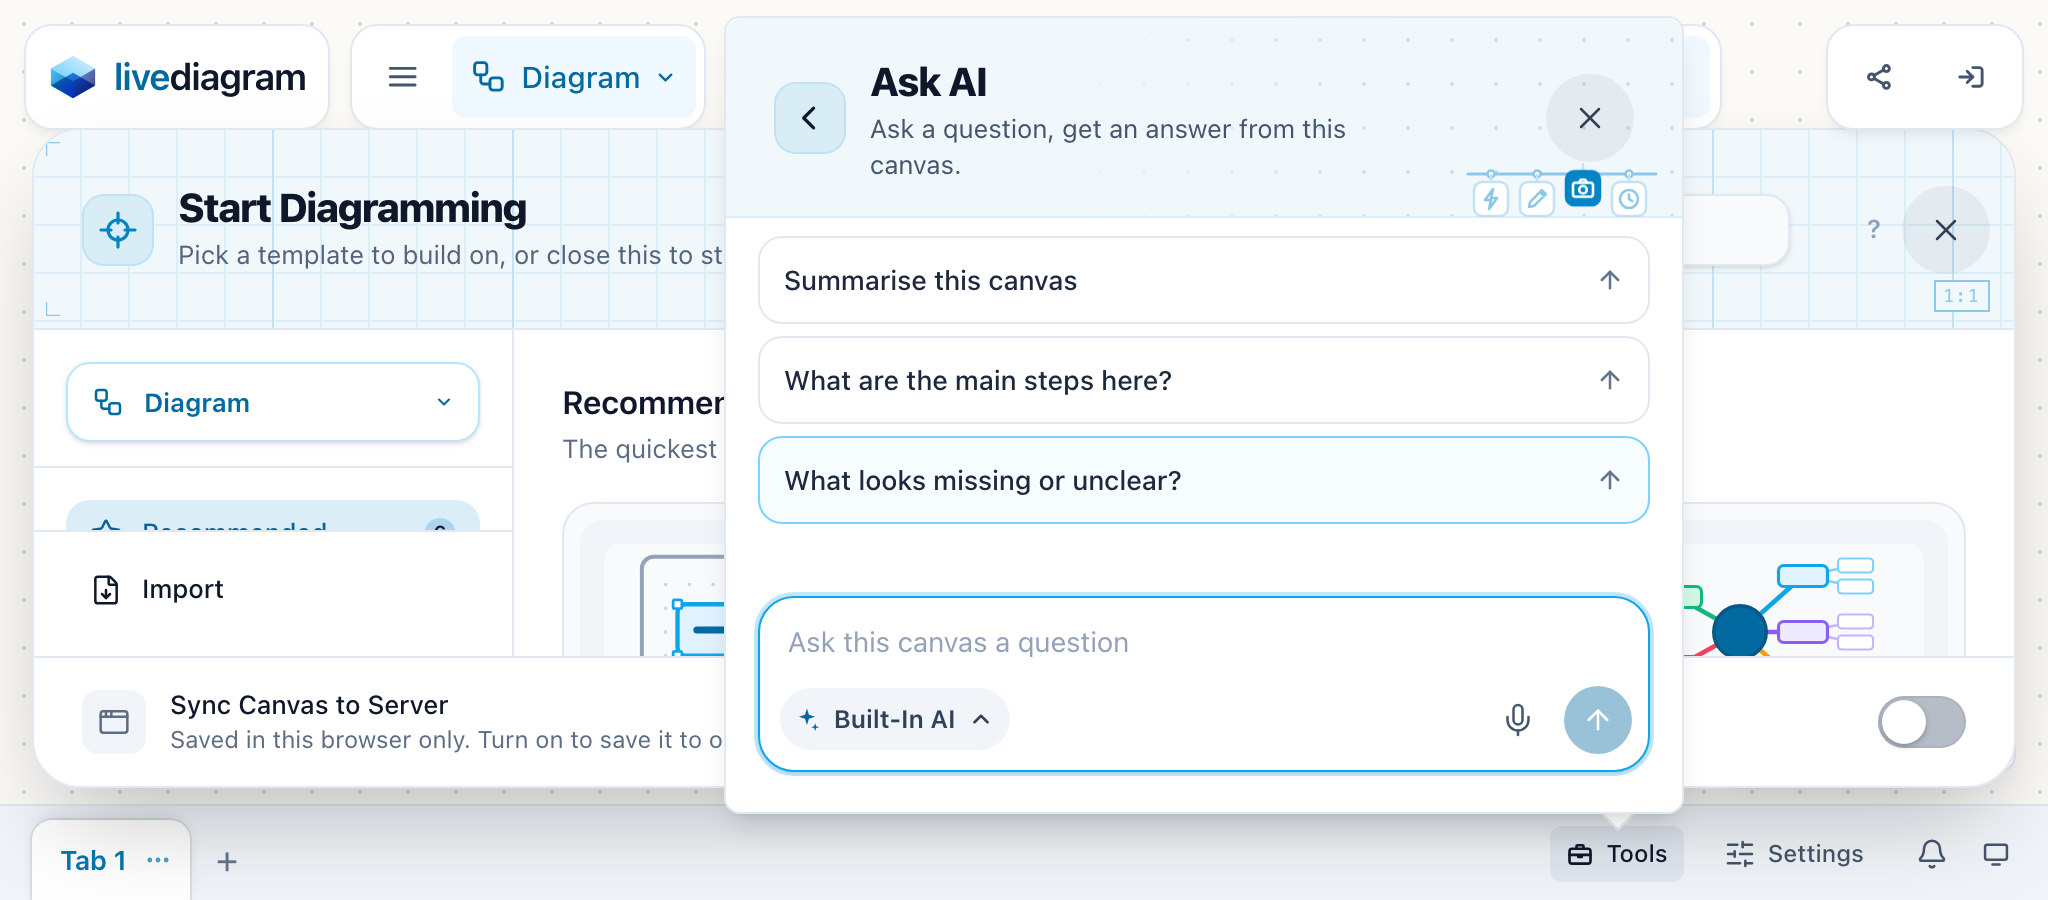 livediagram
Diagram
Ask AI
Ask a question, get an answer from this
canvas.
Start Diagramming
Pick a template to build on, or close this to st
?
1:1
Summarise this canvas
What are the main steps here?
What looks missing or unclear?
Diagram
Recommen
The quickest
Recommended
Import
Ask this canvas a question
Built-In AI
Sync Canvas to Server
Saved in this browser only. Turn on to save it to o
Tab 1
Tools
Settings